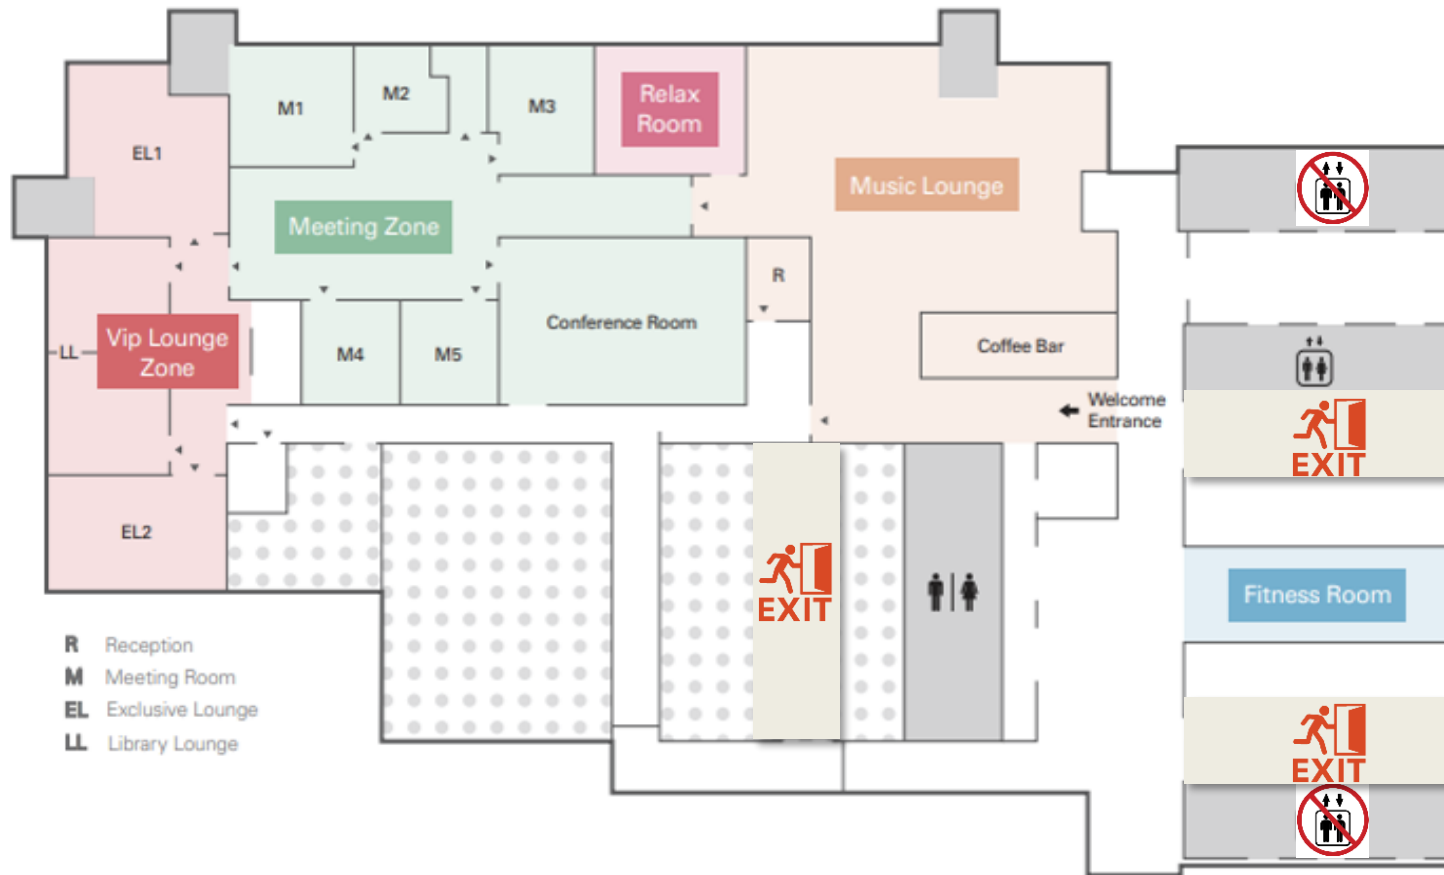 M1
M2
M3
Relax
Room
EL1
Music Lounge
Meeting Zone
R
Conference Room
Vip Lounge
Zone
LL
M4
M5
Coffee Bar
Welcome
Entrance
EXIT
EL2
EXIT
Fitness Room
R Reception
M Meeting Room
EL Exclusive Lounge
LL Library Lounge
EXIT